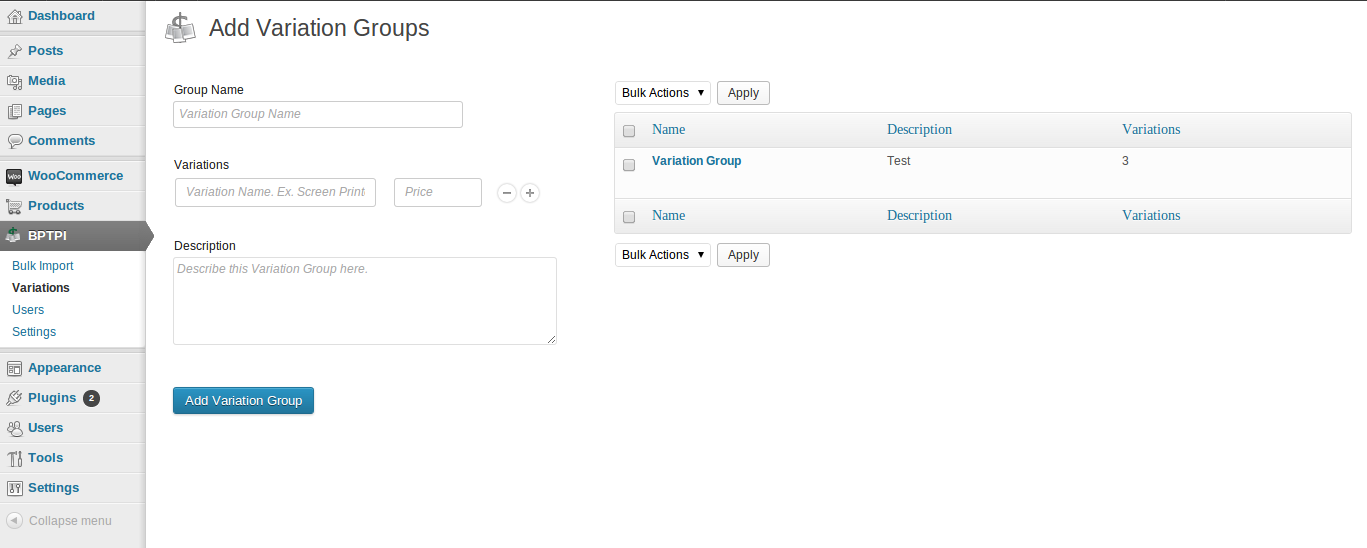 Dashboard
Posts
Media
Pages
Comments
WooCommerce
Products
BPTPI
Bulk Import
Variations
Users
Settings
Appearance
Plugins 2
Users
Tools
Settings
Collapse menu
Add Variation Groups
Group Name
Variation Group Name
Variations
Variation Name. Ex. Screen Print Price
Description
Describe this Variation Group here.
Add Variation Group
Bulk Actions Apply
Name Description Variations
Variation Group Test 3
Name Description Variations
Bulk Actions Apply